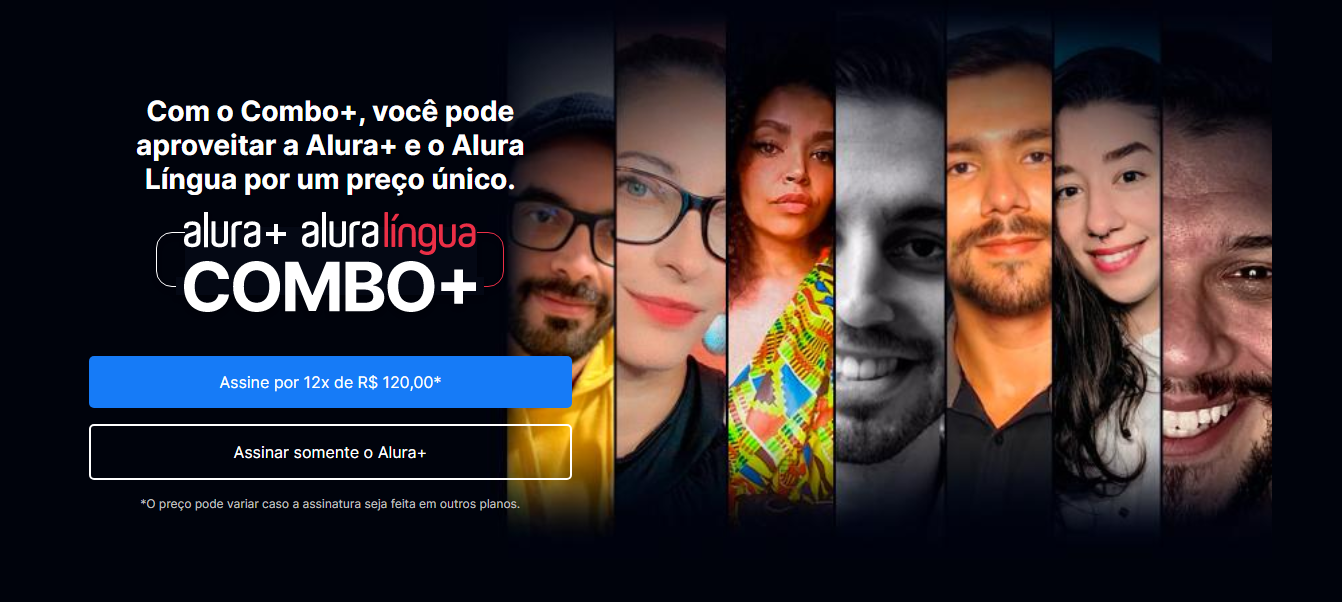 Com o Combo+, você pode
aproveitar a Alura+ e o Alura
Língua por um preço único.
alura+ aluralíngua
COMBO+
Assine por 12x de R$ 120,00*
Assinar somente o Alura+
*O preço pode variar caso a assinatura seja feita em outros planos.